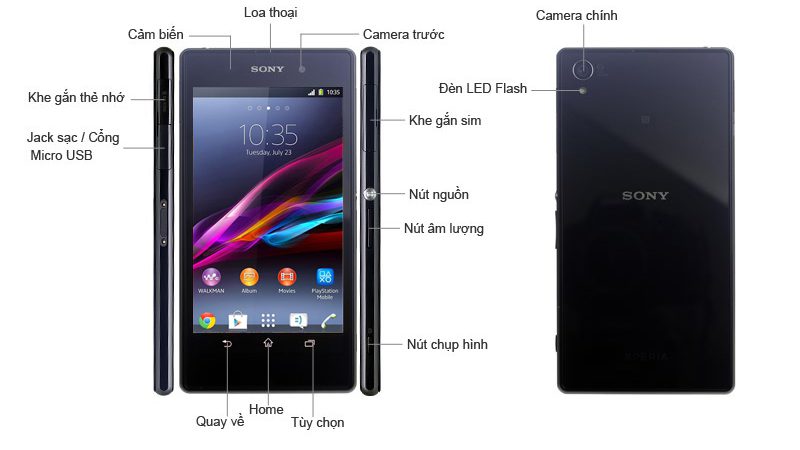 Loa thoại
Camera chính
Cảm biến
Camera trước
SONY
Đèn LED Flash
10:35
Khe gắn thẻ nhớ
10:35
Tuesday, July 23
Khe gắn sim
Jack sạc / Cổng
Micro USB
Nút nguồn
SONY
Nút âm lượng
WALKMAN
Album
Movies
PlayStation
Mobile
Nút chụp hình
XPERIA
Quay về
Home
Tùy chọn